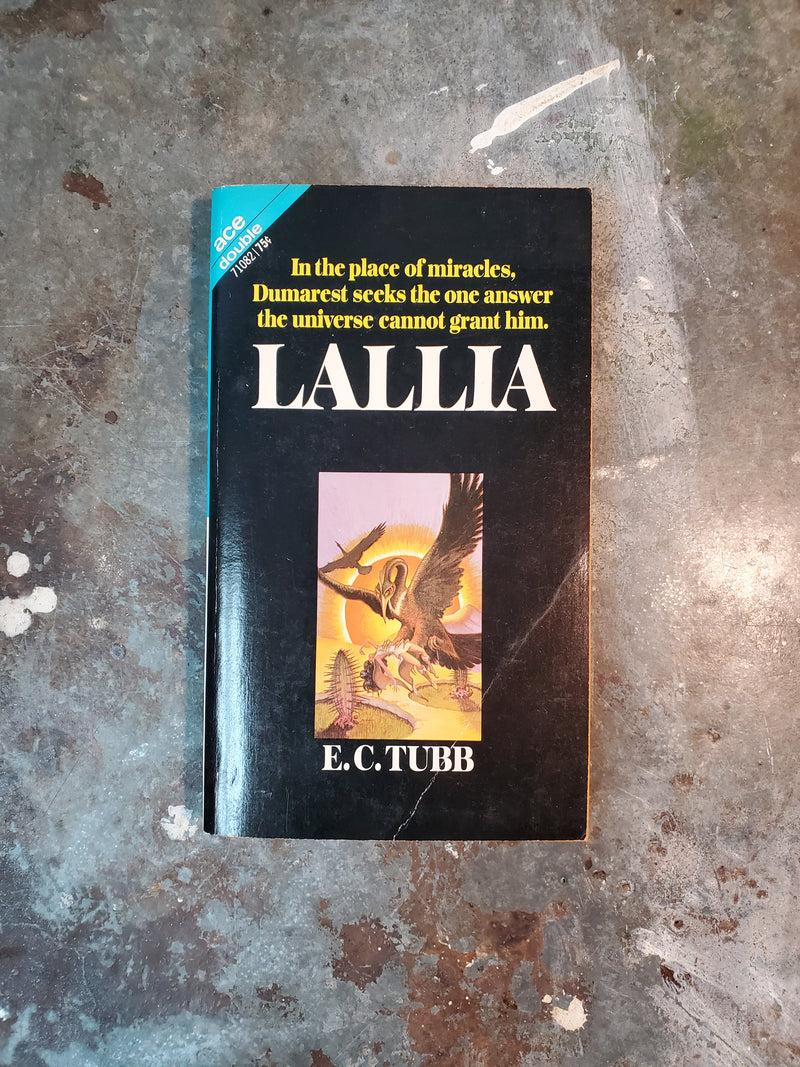 ace
double
71082 | 75¢
In the place of miracles,
Dumarest seeks the one answer
the universe cannot grant him.
LALLIA
E. C. TUBB